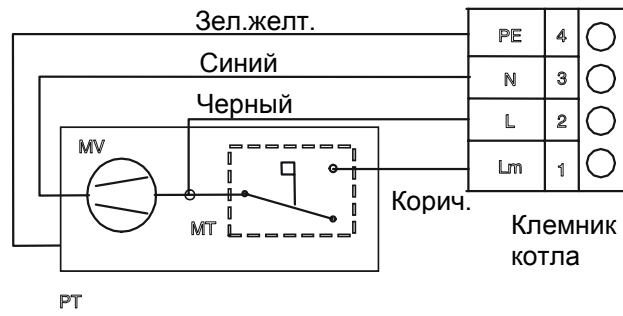 Зел.желт.
PE 4
Синий
N 3
Черный
L 2
MV
Lm 1
Корич.
MT
Клемник
котла
PT